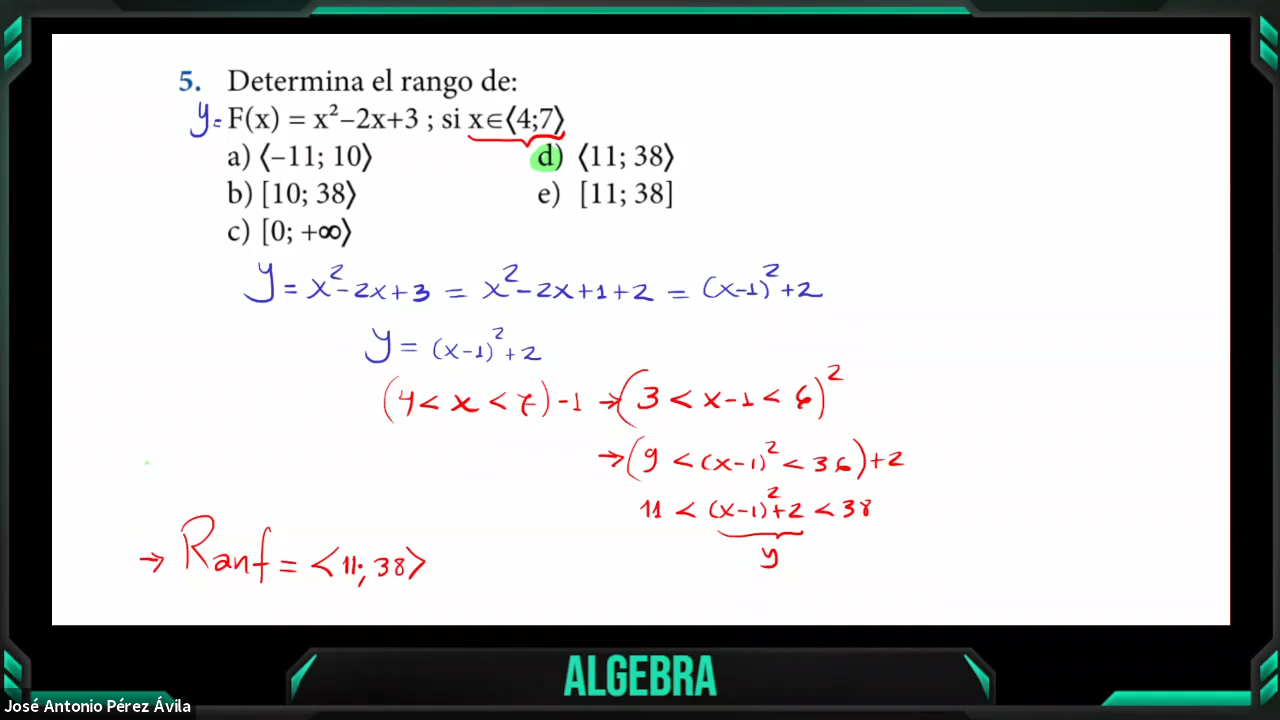 5. Determina el rango de:
y= F(x) = x²–2x+3 ; si x∈⟨4;7⟩
a) ⟨–11; 10⟩
d) ⟨11; 38⟩
b) [10; 38⟩
e) [11; 38]
c) [0; +∞⟩
y = x²-2x+3 = x²-2x+1+2 = (x-1)²+2
y = (x-1)²+2
(4 < x < 7)-1 → (3 < x-1 < 6)²
→ (9 < (x-1)² < 36)+2
11 < (x-1)²+2 < 38
y
→ Ranf = <11; 38>
ALGEBRA
José Antonio Pérez Ávila